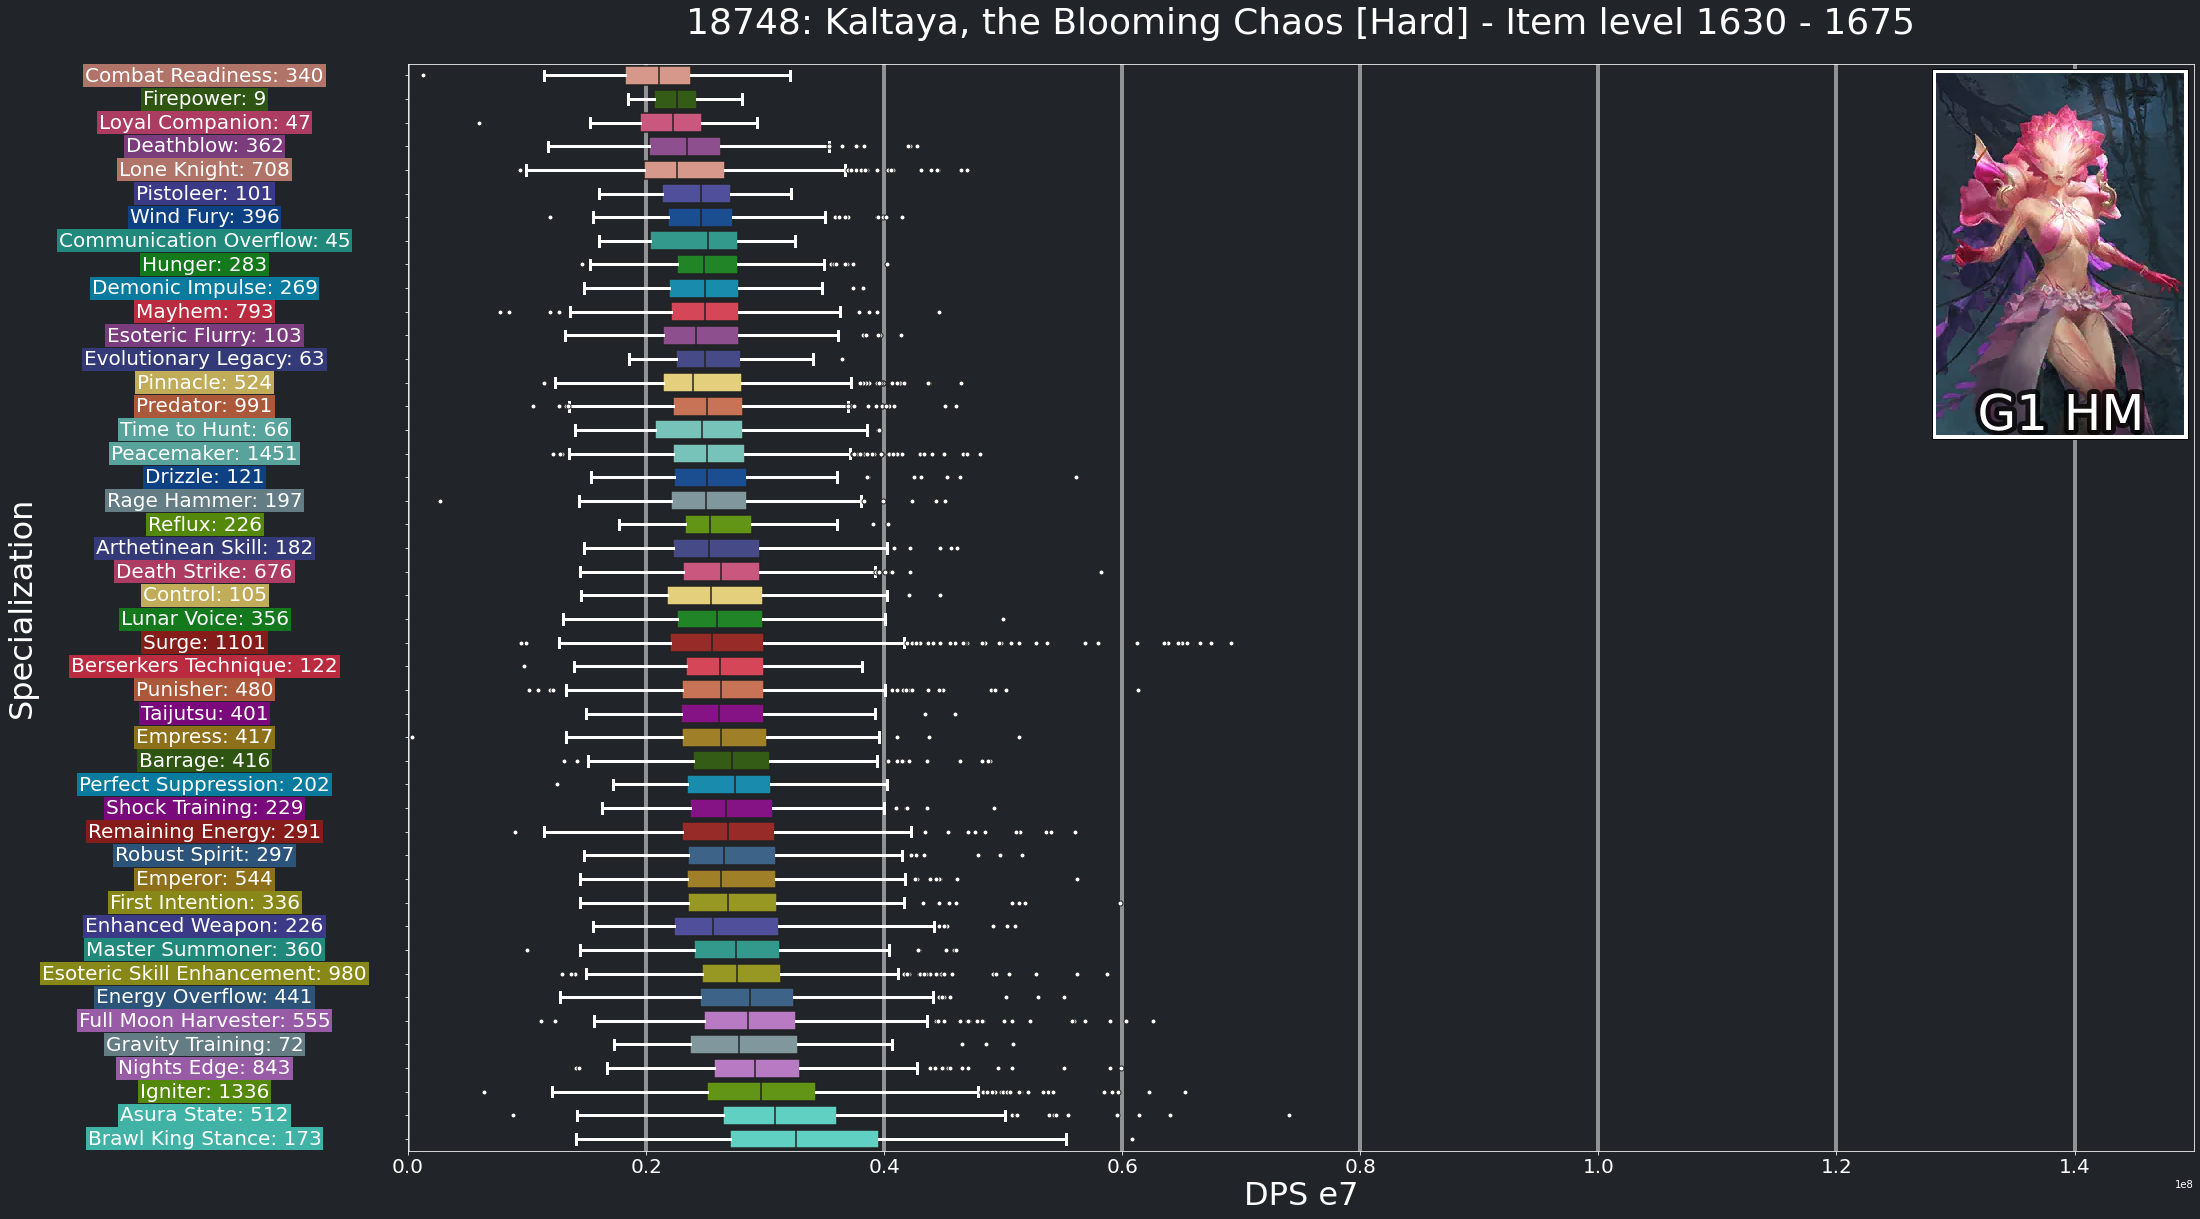 18748: Kaltaya, the Blooming Chaos [Hard] - Item level 1630 - 1675
Combat Readiness: 340
Firepower: 9
Loyal Companion: 47
Deathblow: 362
Lone Knight: 708
Pistoleer: 101
Wind Fury: 396
Communication Overflow: 45
Hunger: 283
Demonic Impulse: 269
Mayhem: 793
Esoteric Flurry: 103
Evolutionary Legacy: 63
Pinnacle: 524
Predator: 991
Time to Hunt: 66
Peacemaker: 1451
Drizzle: 121
Rage Hammer: 197
Reflux: 226
Arthetinean Skill: 182
Death Strike: 676
Control: 105
Lunar Voice: 356
Surge: 1101
Berserkers Technique: 122
Punisher: 480
Taijutsu: 401
Empress: 417
Barrage: 416
Perfect Suppression: 202
Shock Training: 229
Remaining Energy: 291
Robust Spirit: 297
Emperor: 544
First Intention: 336
Enhanced Weapon: 226
Master Summoner: 360
Esoteric Skill Enhancement: 980
Energy Overflow: 441
Full Moon Harvester: 555
Gravity Training: 72
Nights Edge: 843
Igniter: 1336
Asura State: 512
Brawl King Stance: 173
Specialization
G1 HM
0.0 0.2 0.4 0.6 0.8 1.0 1.2 1.4
1e8
DPS e7